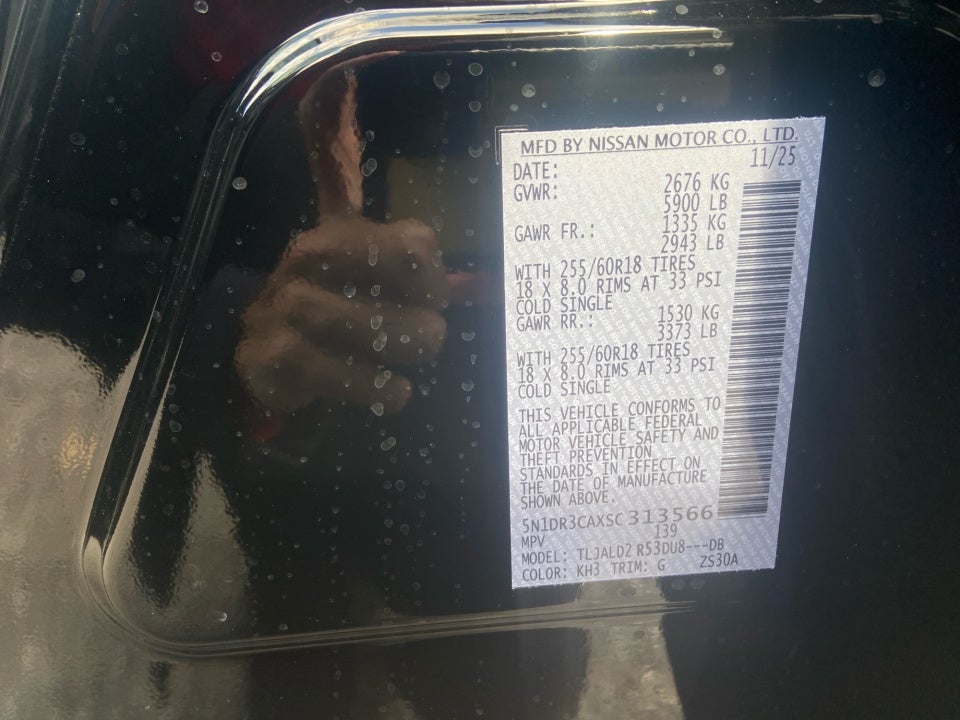 MFD BY NISSAN MOTOR CO., LTD.
DATE: 11/25
GVWR: 2676 KG
5900 LB
GAWR FR.: 1335 KG
2943 LB
WITH 255/60R18 TIRES
18 X 8.0 RIMS AT 33 PSI
COLD SINGLE
GAWR RR.: 1530 KG
3373 LB
WITH 255/60R18 TIRES
18 X 8.0 RIMS AT 33 PSI
COLD SINGLE
THIS VEHICLE CONFORMS TO
ALL APPLICABLE FEDERAL
MOTOR VEHICLE SAFETY AND
THEFT PREVENTION
STANDARDS IN EFFECT ON
THE DATE OF MANUFACTURE
SHOWN ABOVE.
5N1DR3CAXSC313566
MPV 139
MODEL: TLJALD2 R53DU8---DB
COLOR: KH3 TRIM: G ZS30A